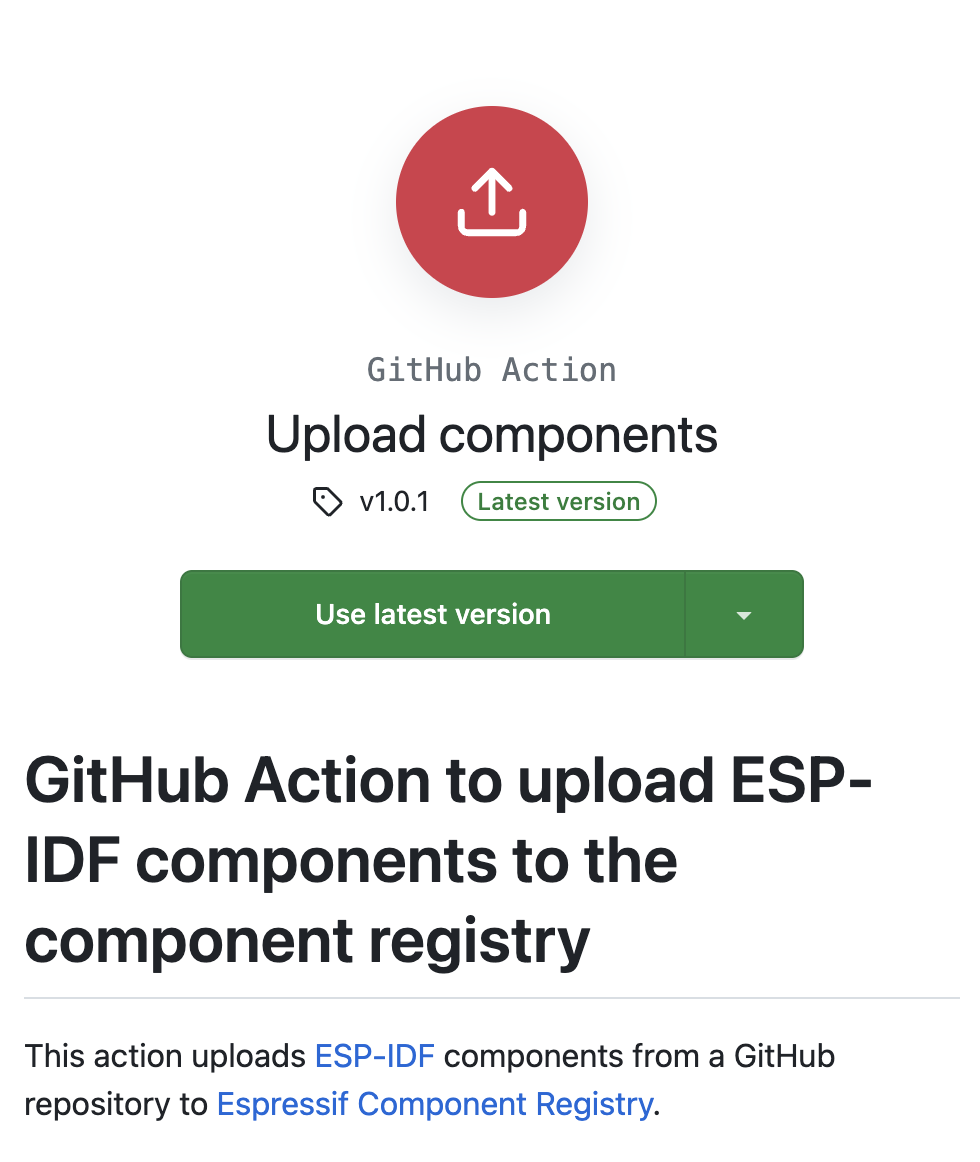 GitHub Action
Upload components
v1.0.1 Latest version
Use latest version
GitHub Action to upload ESP-
IDF components to the
component registry
This action uploads ESP-IDF components from a GitHub
repository to Espressif Component Registry.